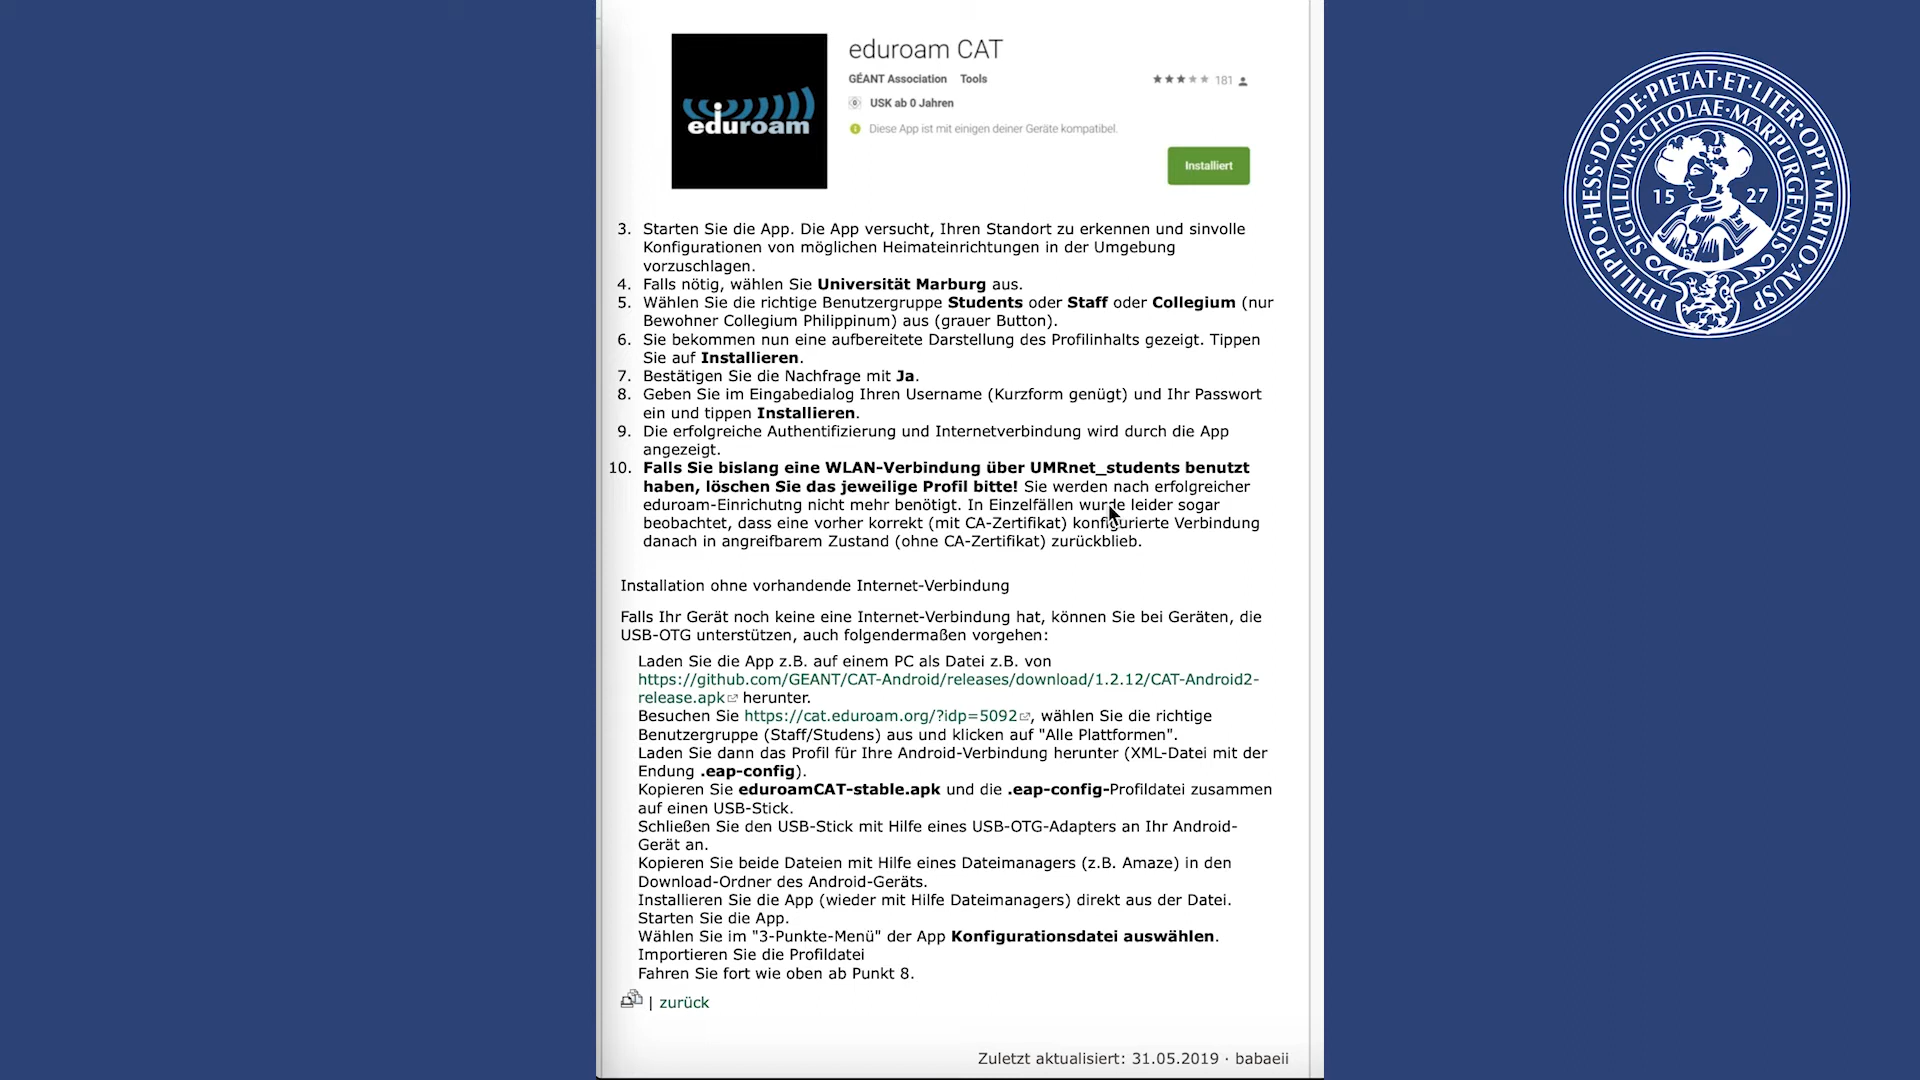 eduroam
eduroam CAT
GÉANT Association Tools
181
USK ab 0 Jahren
Diese App ist mit einigen deiner Geräte kompatibel.
Installiert
3. Starten Sie die App. Die App versucht, Ihren Standort zu erkennen und sinvolle
Konfigurationen von möglichen Heimateinrichtungen in der Umgebung
vorzuschlagen.
4. Falls nötig, wählen Sie Universität Marburg aus.
5. Wählen Sie die richtige Benutzergruppe Students oder Staff oder Collegium (nur
Bewohner Collegium Philippinum) aus (grauer Button).
6. Sie bekommen nun eine aufbereitete Darstellung des Profilinhalts gezeigt. Tippen
Sie auf Installieren.
7. Bestätigen Sie die Nachfrage mit Ja.
8. Geben Sie im Eingabedialog Ihren Username (Kurzform genügt) und Ihr Passwort
ein und tippen Installieren.
9. Die erfolgreiche Authentifizierung und Internetverbindung wird durch die App
angezeigt.
10. Falls Sie bislang eine WLAN-Verbindung über UMRnet_students benutzt
haben, löschen Sie das jeweilige Profil bitte! Sie werden nach erfolgreicher
eduroam-Einrichutng nicht mehr benötigt. In Einzelfällen wurde leider sogar
beobachtet, dass eine vorher korrekt (mit CA-Zertifikat) konfigurierte Verbindung
danach in angreifbarem Zustand (ohne CA-Zertifikat) zurückblieb.
Installation ohne vorhandende Internet-Verbindung
Falls Ihr Gerät noch keine eine Internet-Verbindung hat, können Sie bei Geräten, die
USB-OTG unterstützen, auch folgendermaßen vorgehen:
Laden Sie die App z.B. auf einem PC als Datei z.B. von
https://github.com/GEANT/CAT-Android/releases/download/1.2.12/CAT-Android2-
release.apk herunter.
Besuchen Sie https://cat.eduroam.org/?idp=5092, wählen Sie die richtige
Benutzergruppe (Staff/Studens) aus und klicken auf "Alle Plattformen".
Laden Sie dann das Profil für Ihre Android-Verbindung herunter (XML-Datei mit der
Endung .eap-config).
Kopieren Sie eduroamCAT-stable.apk und die .eap-config-Profildatei zusammen
auf einen USB-Stick.
Schließen Sie den USB-Stick mit Hilfe eines USB-OTG-Adapters an Ihr Android-
Gerät an.
Kopieren Sie beide Dateien mit Hilfe eines Dateimanagers (z.B. Amaze) in den
Download-Ordner des Android-Geräts.
Installieren Sie die App (wieder mit Hilfe Dateimanagers) direkt aus der Datei.
Starten Sie die App.
Wählen Sie im "3-Punkte-Menü" der App Konfigurationsdatei auswählen.
Importieren Sie die Profildatei
Fahren Sie fort wie oben ab Punkt 8.
| zurück
Zuletzt aktualisiert: 31.05.2019 · babaeii
PHILIPPO·HESS·DO·DE·PIETAT·ET·LITER·OPT·MERITO·AUSP
SIGILLUM·SCHOLAE·MARPURGENSIS
15 27